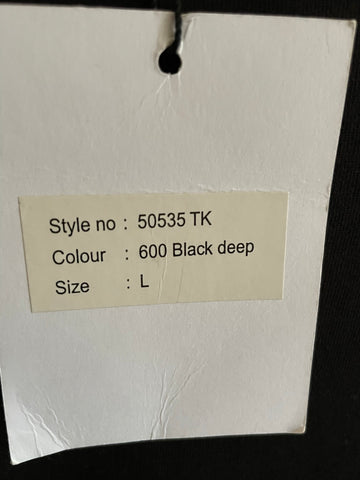 Style no : 50535 TK
Colour : 600 Black deep
Size : L